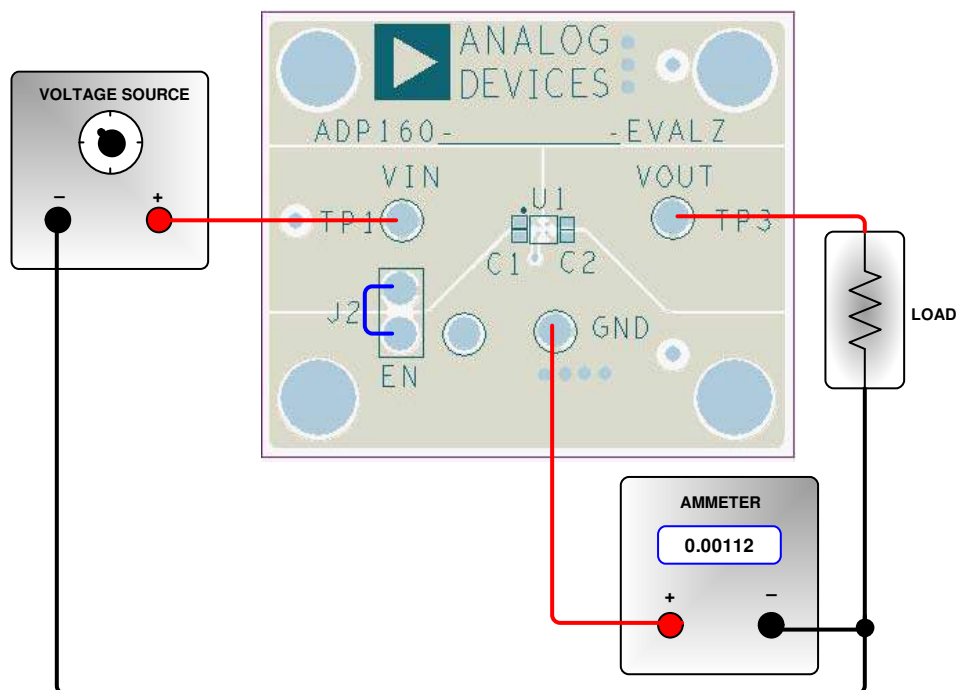 ANALOG
DEVICES
ADP160-__________-EVALZ
VOLTAGE SOURCE
– +
VIN
VOUT
U1
TP1
TP3
C1 C2
J2
GND
EN
LOAD
AMMETER
0.00112
+ –